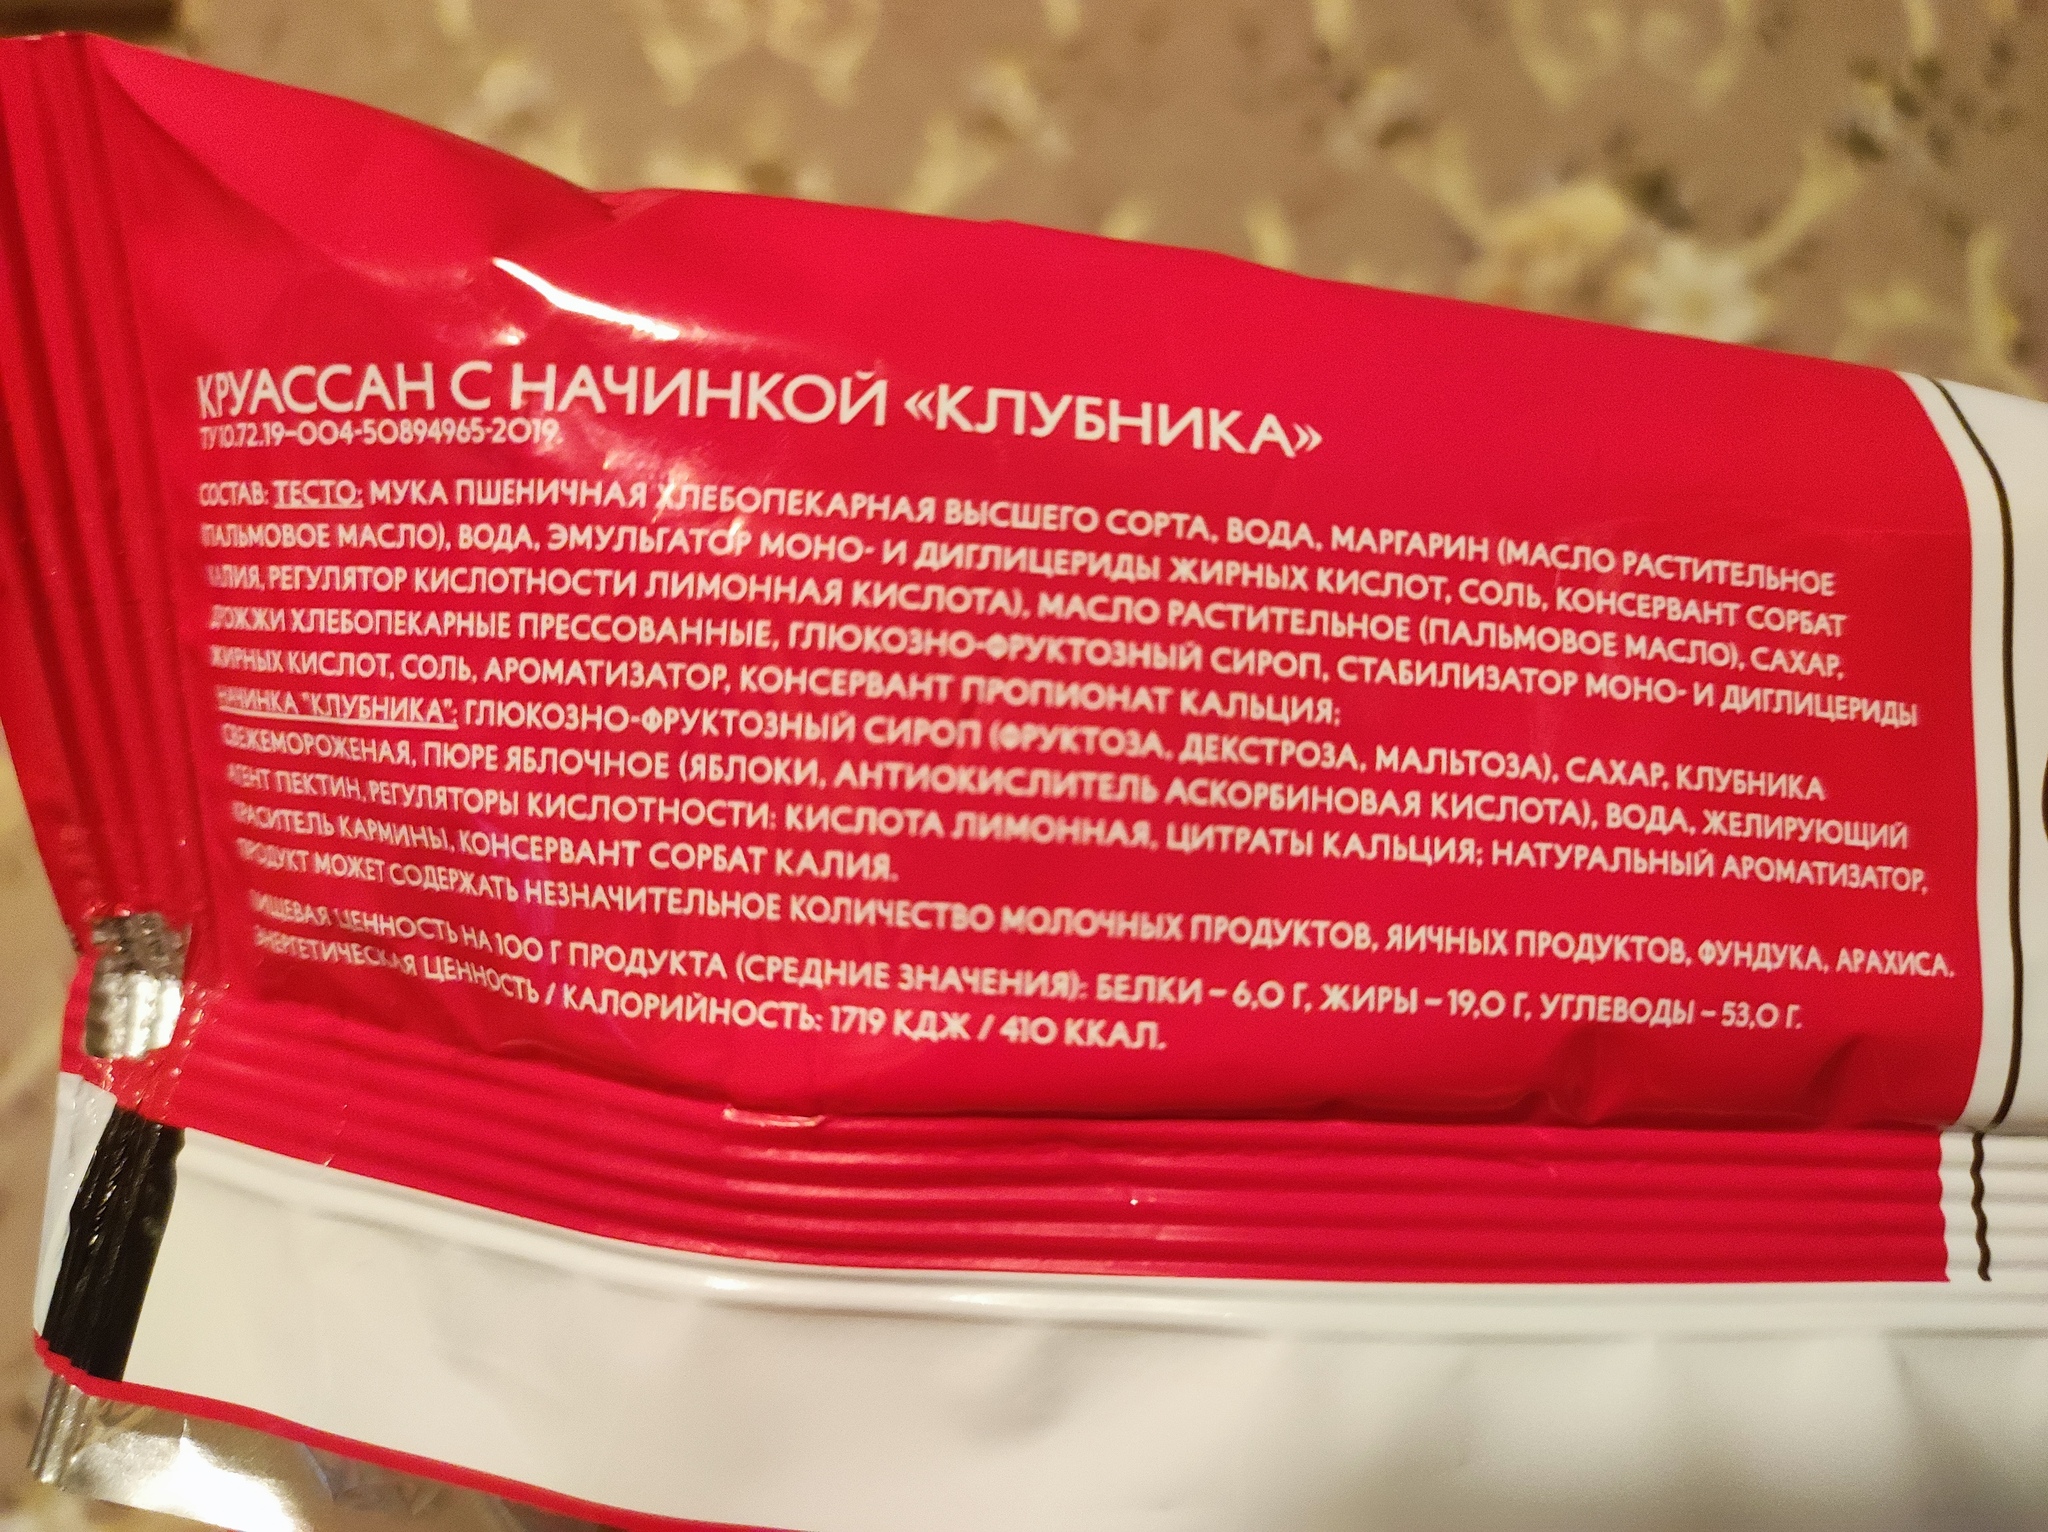 КРУАССАН С НАЧИНКОЙ «КЛУБНИКА»
ТУ 10.72.19-004-50894965-2019.
СОСТАВ: ТЕСТО: МУКА ПШЕНИЧНАЯ ХЛЕБОПЕКАРНАЯ ВЫСШЕГО СОРТА, ВОДА, МАРГАРИН (МАСЛО РАСТИТЕЛЬНОЕ
(ПАЛЬМОВОЕ МАСЛО), ВОДА, ЭМУЛЬГАТОР МОНО- И ДИГЛИЦЕРИДЫ ЖИРНЫХ КИСЛОТ, СОЛЬ, КОНСЕРВАНТ СОРБАТ
КАЛИЯ, РЕГУЛЯТОР КИСЛОТНОСТИ ЛИМОННАЯ КИСЛОТА), МАСЛО РАСТИТЕЛЬНОЕ (ПАЛЬМОВОЕ МАСЛО), САХАР,
ДРОЖЖИ ХЛЕБОПЕКАРНЫЕ ПРЕССОВАННЫЕ, ГЛЮКОЗНО-ФРУКТОЗНЫЙ СИРОП, СТАБИЛИЗАТОР МОНО- И ДИГЛИЦЕРИДЫ
ЖИРНЫХ КИСЛОТ, СОЛЬ, АРОМАТИЗАТОР, КОНСЕРВАНТ ПРОПИОНАТ КАЛЬЦИЯ;
НАЧИНКА "КЛУБНИКА": ГЛЮКОЗНО-ФРУКТОЗНЫЙ СИРОП (ФРУКТОЗА, ДЕКСТРОЗА, МАЛЬТОЗА), САХАР, КЛУБНИКА
СВЕЖЕМОРОЖЕНАЯ, ПЮРЕ ЯБЛОЧНОЕ (ЯБЛОКИ, АНТИОКИСЛИТЕЛЬ АСКОРБИНОВАЯ КИСЛОТА), ВОДА, ЖЕЛИРУЮЩИЙ
АГЕНТ ПЕКТИН, РЕГУЛЯТОРЫ КИСЛОТНОСТИ: КИСЛОТА ЛИМОННАЯ, ЦИТРАТЫ КАЛЬЦИЯ; НАТУРАЛЬНЫЙ АРОМАТИЗАТОР,
КРАСИТЕЛЬ КАРМИНЫ, КОНСЕРВАНТ СОРБАТ КАЛИЯ.
ПРОДУКТ МОЖЕТ СОДЕРЖАТЬ НЕЗНАЧИТЕЛЬНОЕ КОЛИЧЕСТВО МОЛОЧНЫХ ПРОДУКТОВ, ЯИЧНЫХ ПРОДУКТОВ, ФУНДУКА, АРАХИСА.
ПИЩЕВАЯ ЦЕННОСТЬ НА 100 Г ПРОДУКТА (СРЕДНИЕ ЗНАЧЕНИЯ): БЕЛКИ – 6,0 Г, ЖИРЫ – 19,0 Г, УГЛЕВОДЫ – 53,0 Г.
ЭНЕРГЕТИЧЕСКАЯ ЦЕННОСТЬ / КАЛОРИЙНОСТЬ: 1719 КДЖ / 410 ККАЛ.